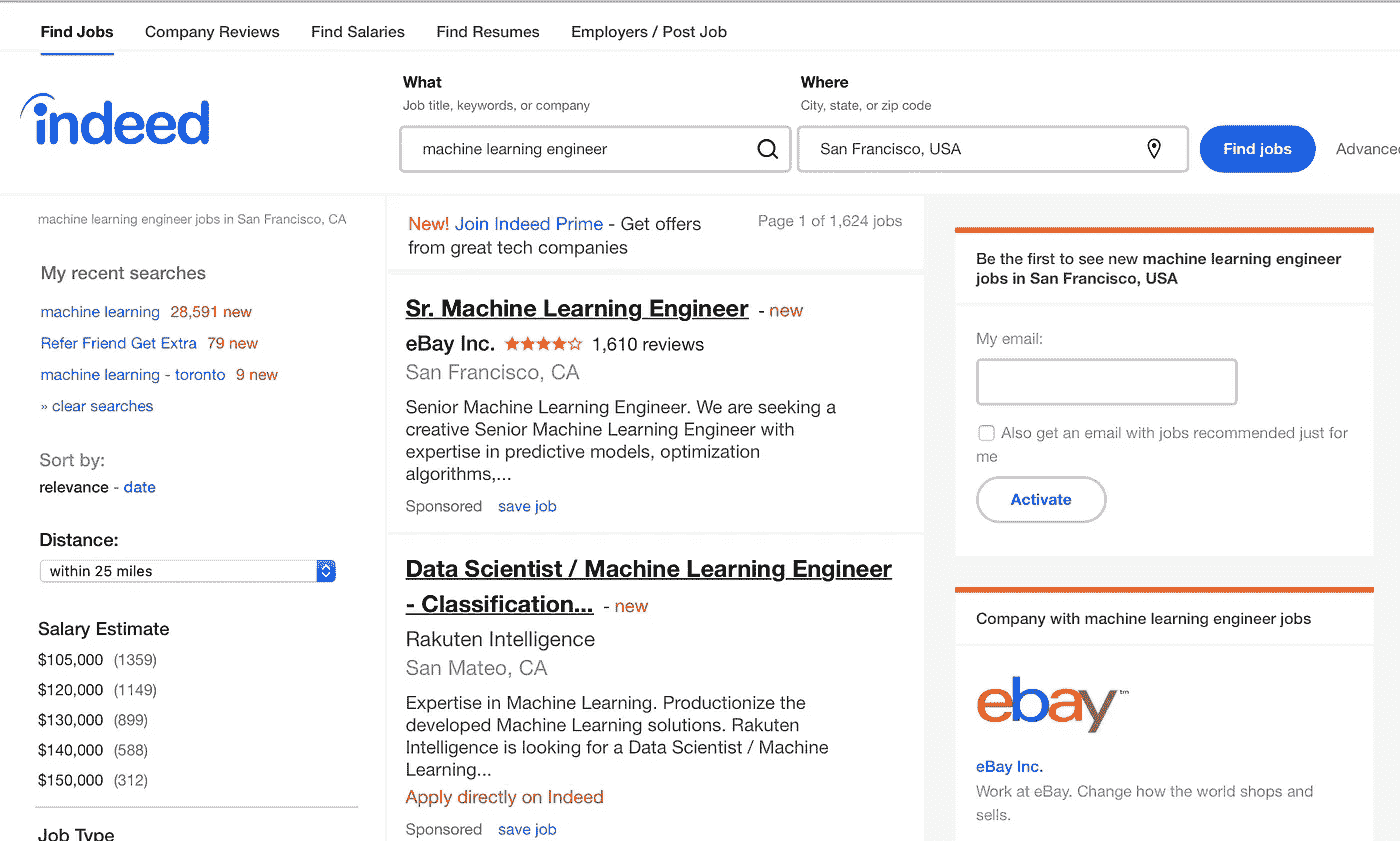 Find Jobs Company Reviews Find Salaries Find Resumes Employers / Post Job
indeed
What
Job title, keywords, or company
machine learning engineer
Where
City, state, or zip code
San Francisco, USA
Find jobs
machine learning engineer jobs in San Francisco, CA
My recent searches
machine learning 28,591 new
Refer Friend Get Extra 79 new
machine learning - toronto 9 new
» clear searches
Sort by:
relevance - date
Distance:
within 25 miles
Salary Estimate
$105,000 (1359)
$120,000 (1149)
$130,000 (899)
$140,000 (588)
$150,000 (312)
Job Type
New! Join Indeed Prime - Get offers
from great tech companies
Page 1 of 1,624 jobs
Sr. Machine Learning Engineer - new
eBay Inc. 1,610 reviews
San Francisco, CA
Senior Machine Learning Engineer. We are seeking a
creative Senior Machine Learning Engineer with
expertise in predictive models, optimization
algorithms,...
Sponsored save job
Data Scientist / Machine Learning Engineer
- Classification... - new
Rakuten Intelligence
San Mateo, CA
Expertise in Machine Learning. Productionize the
developed Machine Learning solutions. Rakuten
Intelligence is looking for a Data Scientist / Machine
Learning...
Apply directly on Indeed
Sponsored save job
Be the first to see new machine learning engineer
jobs in San Francisco, USA
My email:
Also get an email with jobs recommended just for
me
Activate
Company with machine learning engineer jobs
ebay™
eBay Inc.
Work at eBay. Change how the world shops and
sells.